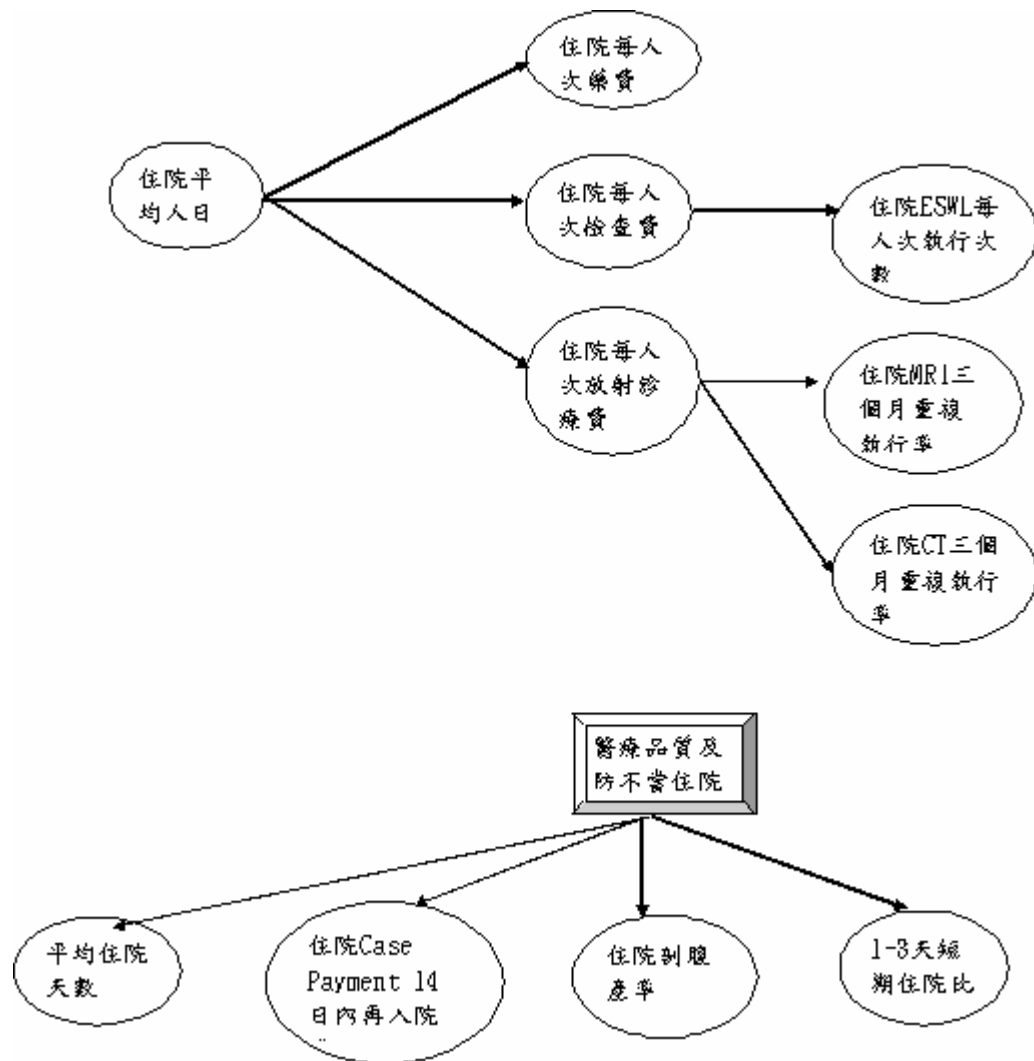 住院每人
次藥費
住院平
均人日
住院每人
次檢查費
住院ESWL每
人次執行次
數
住院每人
次放射診
療費
住院MRI三
個月重複
執行率
住院CT三個
月重複執行
率
醫療品質及
防不當住院
平均住院
天數
住院Case
Payment 14
日內再入院
住院剖腹
產率
1-3天短
期住院比